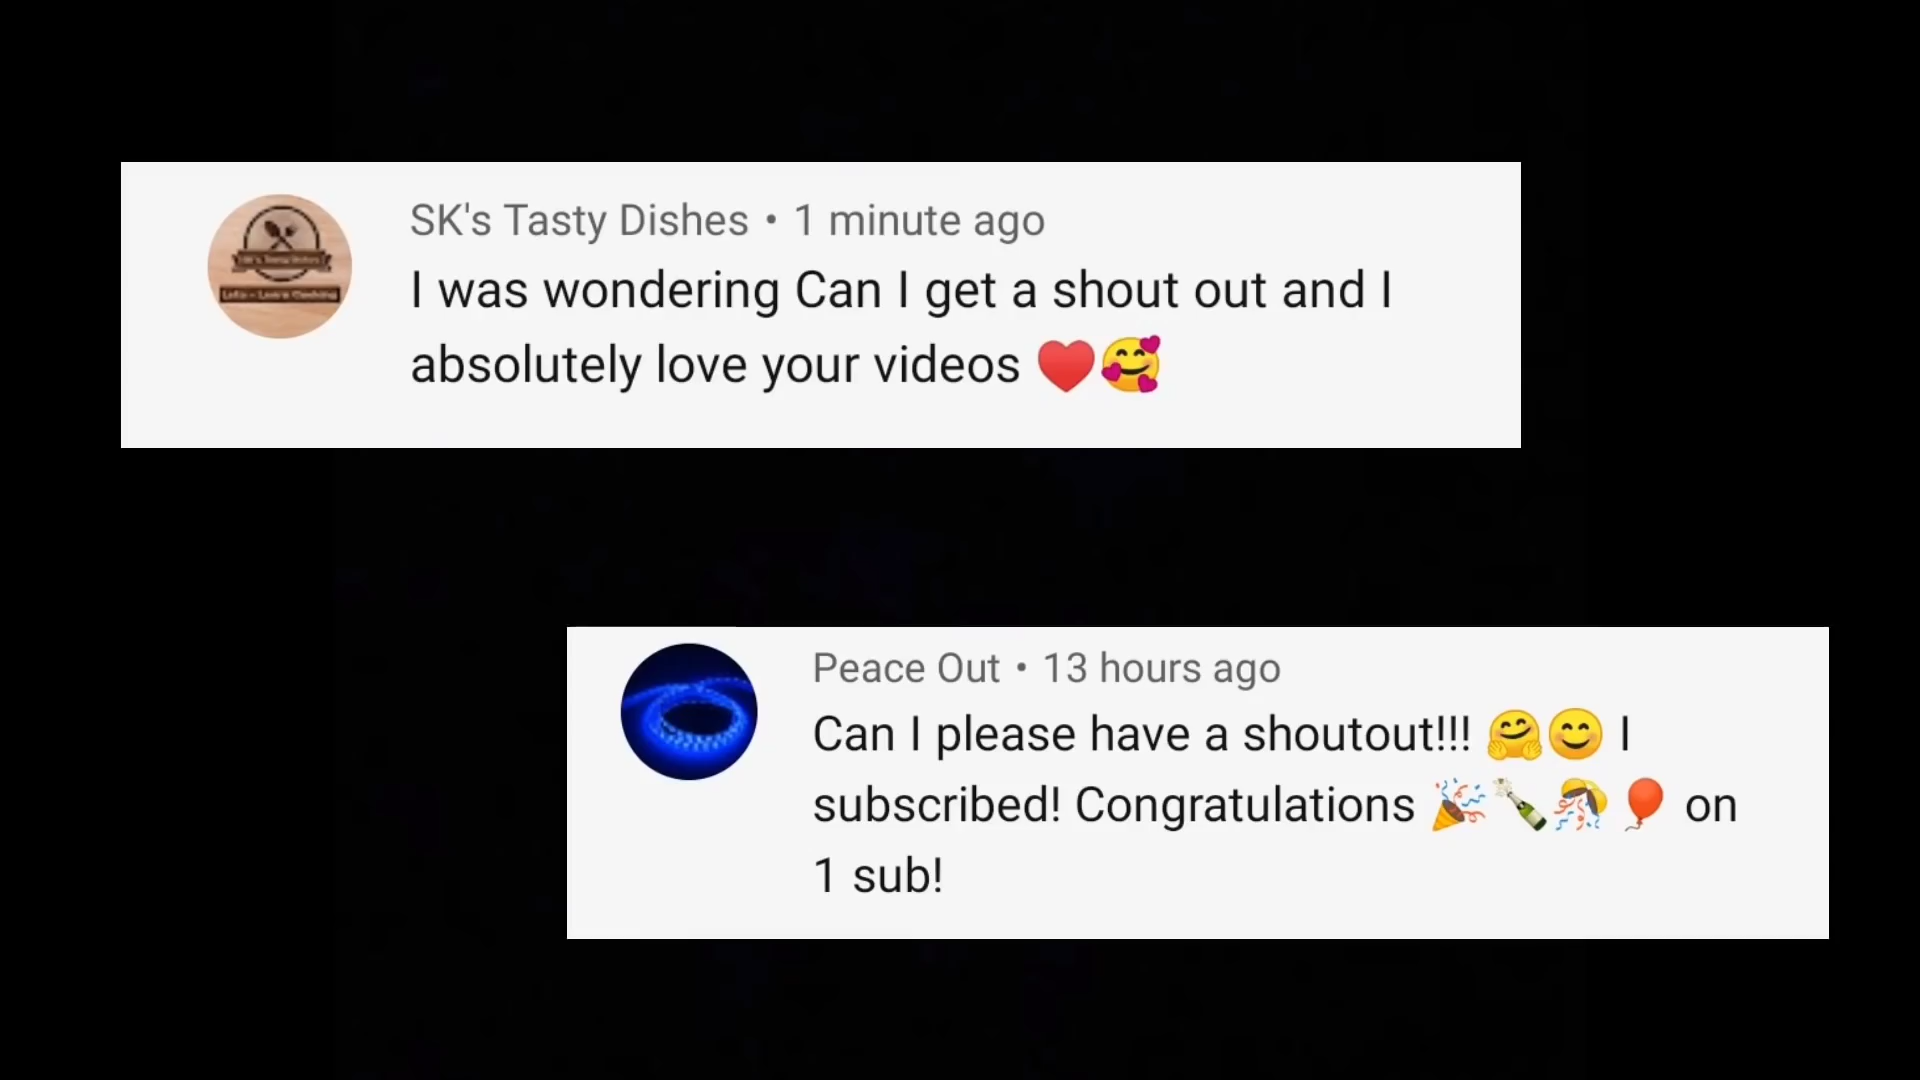 SK's Tasty Dishes • 1 minute ago
I was wondering Can I get a shout out and I
absolutely love your videos ♥️🥰
Peace Out • 13 hours ago
Can I please have a shoutout!!! 🤗😊 I
subscribed! Congratulations 🎉🍾🎊🎈 on
1 sub!